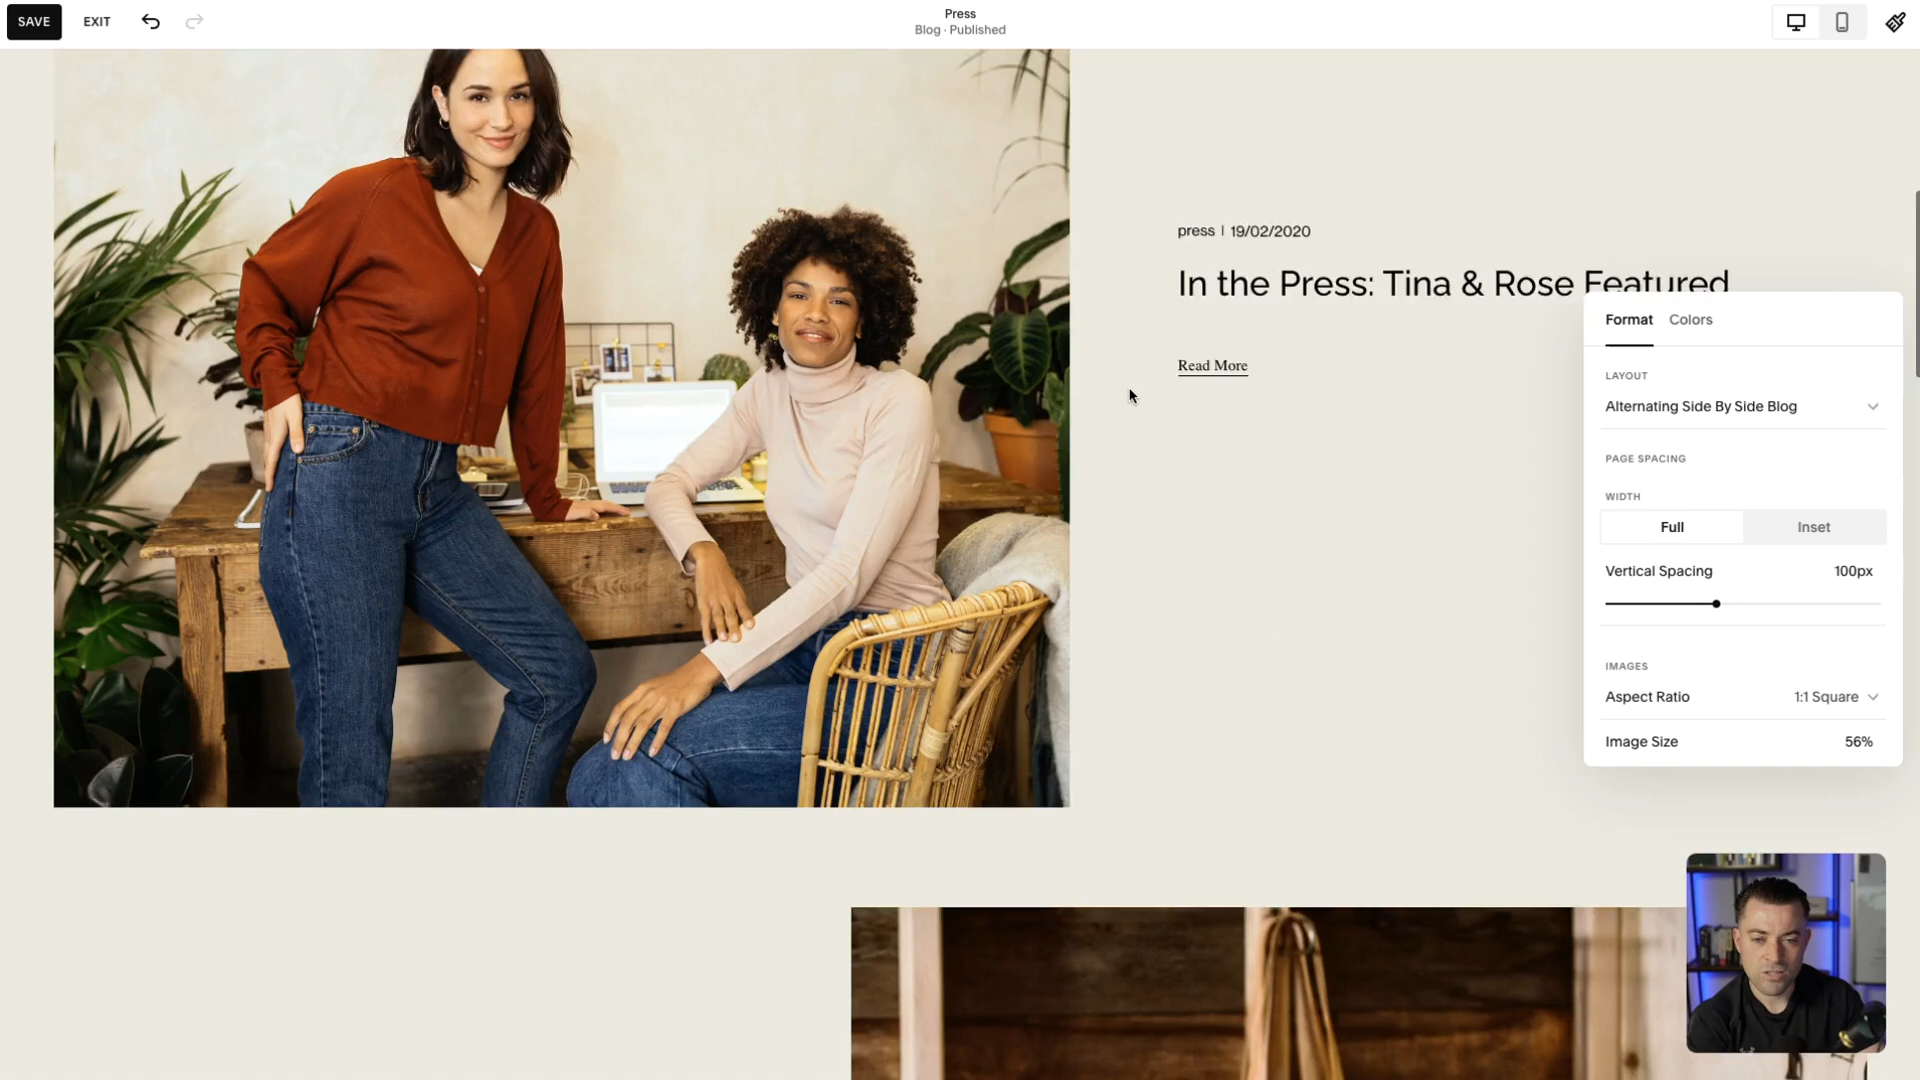 SAVE EXIT
Press
Blog · Published
press | 19/02/2020
In the Press: Tina & Rose Featured
Read More
Format Colors
LAYOUT
Alternating Side By Side Blog
PAGE SPACING
WIDTH
Full Inset
Vertical Spacing 100px
IMAGES
Aspect Ratio 1:1 Square
Image Size 56%